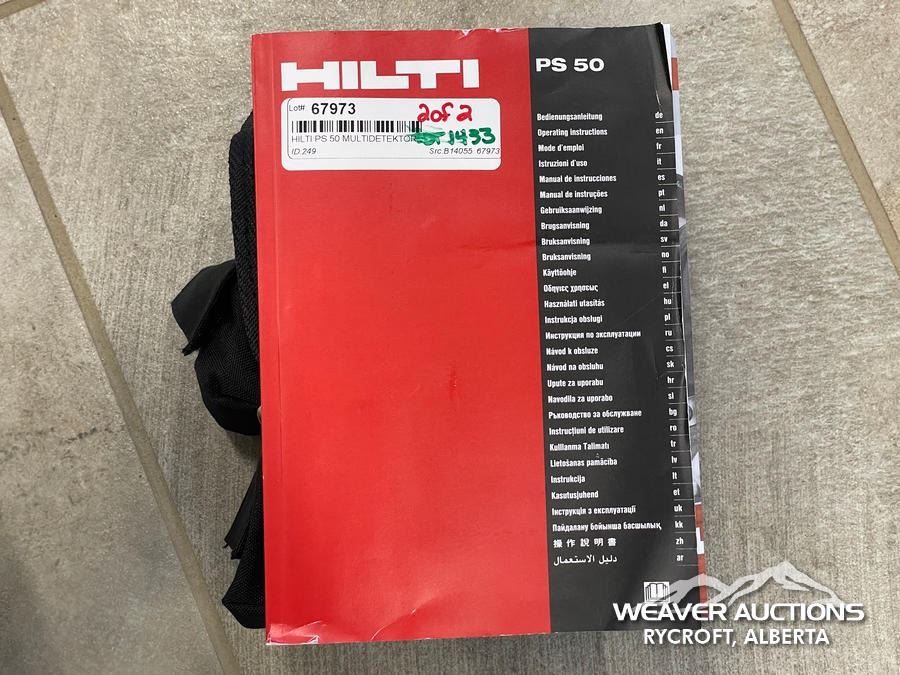 HILTI
Lot# 67973
2 of 2
HILTI PS 50 MULTIDETEKTOR
1433
ID.249 Src.B14055 67973
PS 50
Bedienungsanleitung de
Operating instructions en
Mode d'emploi fr
Istruzioni d'uso it
Manual de instrucciones es
Manual de instruções pt
Gebruiksaanwijzing nl
Brugsanvisning da
Bruksanvisning sv
Bruksanvisning no
Käyttöohje fi
Οδηγιες χρησεως el
Használati utasítás hu
Instrukcja obsługi pl
Инструкция по эксплуатации ru
Návod k obsluze cs
Návod na obsluhu sk
Upute za uporabu hr
Navodila za uporabo sl
Ръководство за обслужване bg
Instrucţiuni de utilizare ro
Kulllanma Talimatı tr
Lietošanas pamācība lv
Instrukcija lt
Kasutusjuhend et
Інструкція з експлуатації uk
Пайдалану бойынша басшылық kk
操作說明書 zh
دليل الاستعمال ar
WEAVER AUCTIONS
RYCROFT, ALBERTA